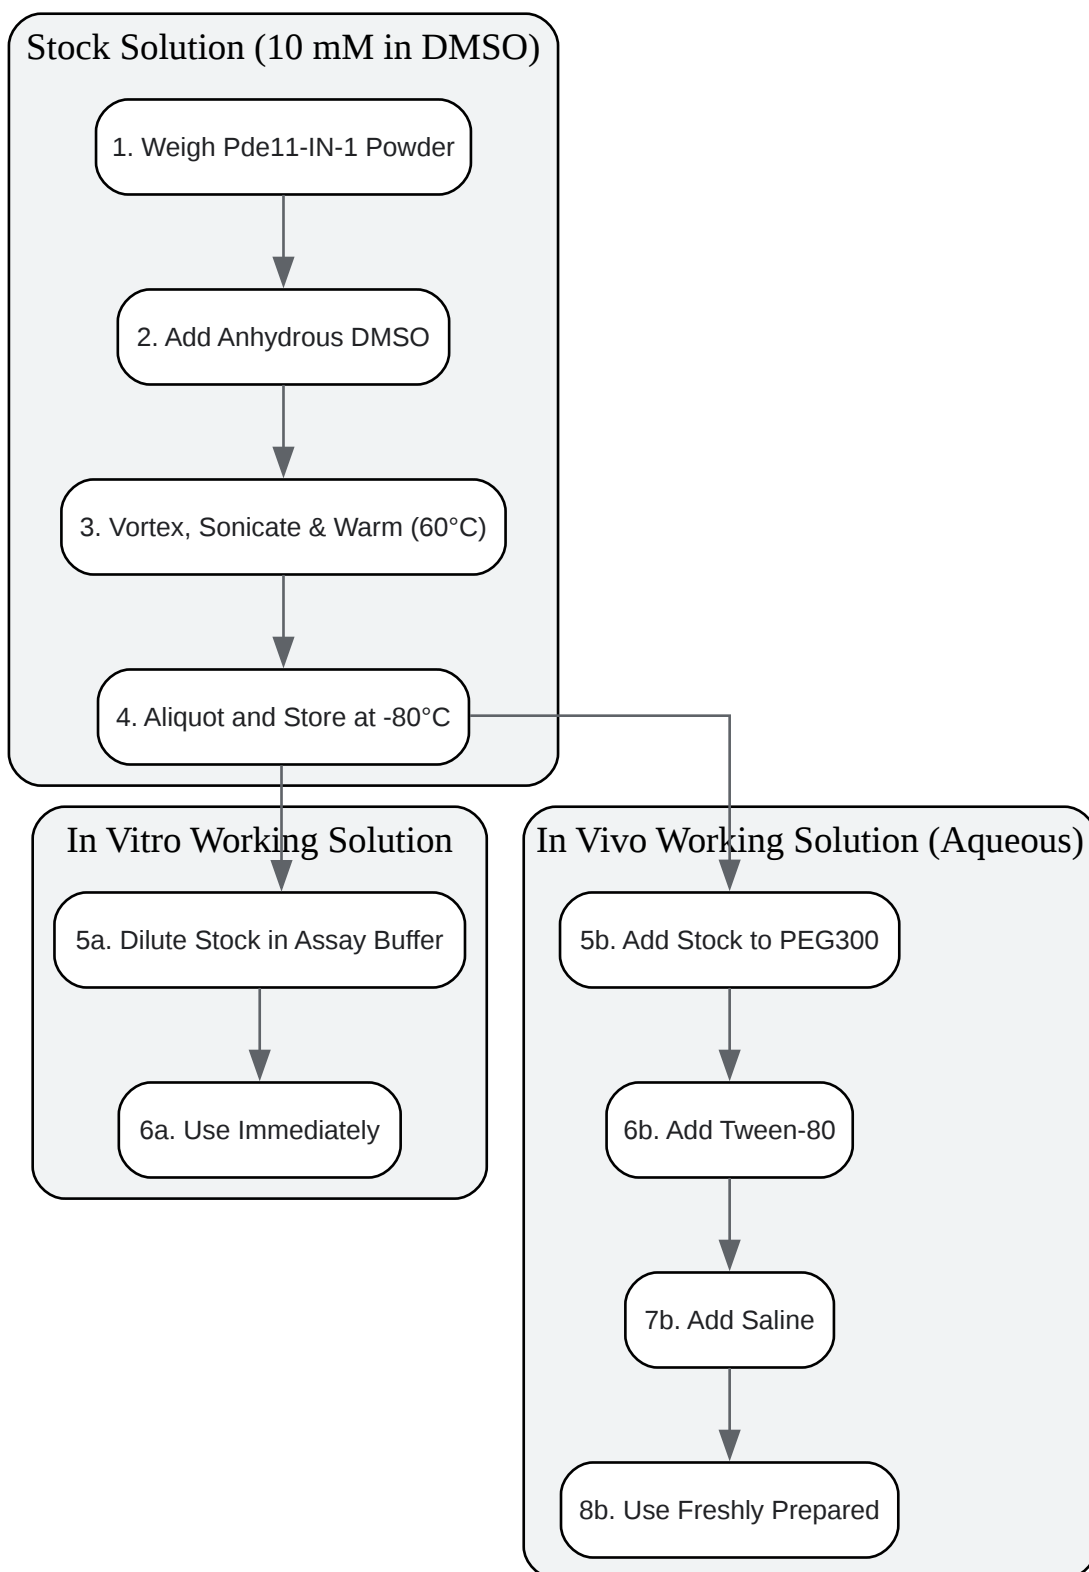 Stock Solution (10 mM in DMSO)
1. Weigh Pde11-IN-1 Powder
2. Add Anhydrous DMSO
3. Vortex, Sonicate & Warm (60°C)
4. Aliquot and Store at -80°C
In Vitro Working Solution
5a. Dilute Stock in Assay Buffer
6a. Use Immediately
In Vivo Working Solution (Aqueous)
5b. Add Stock to PEG300
6b. Add Tween-80
7b. Add Saline
8b. Use Freshly Prepared